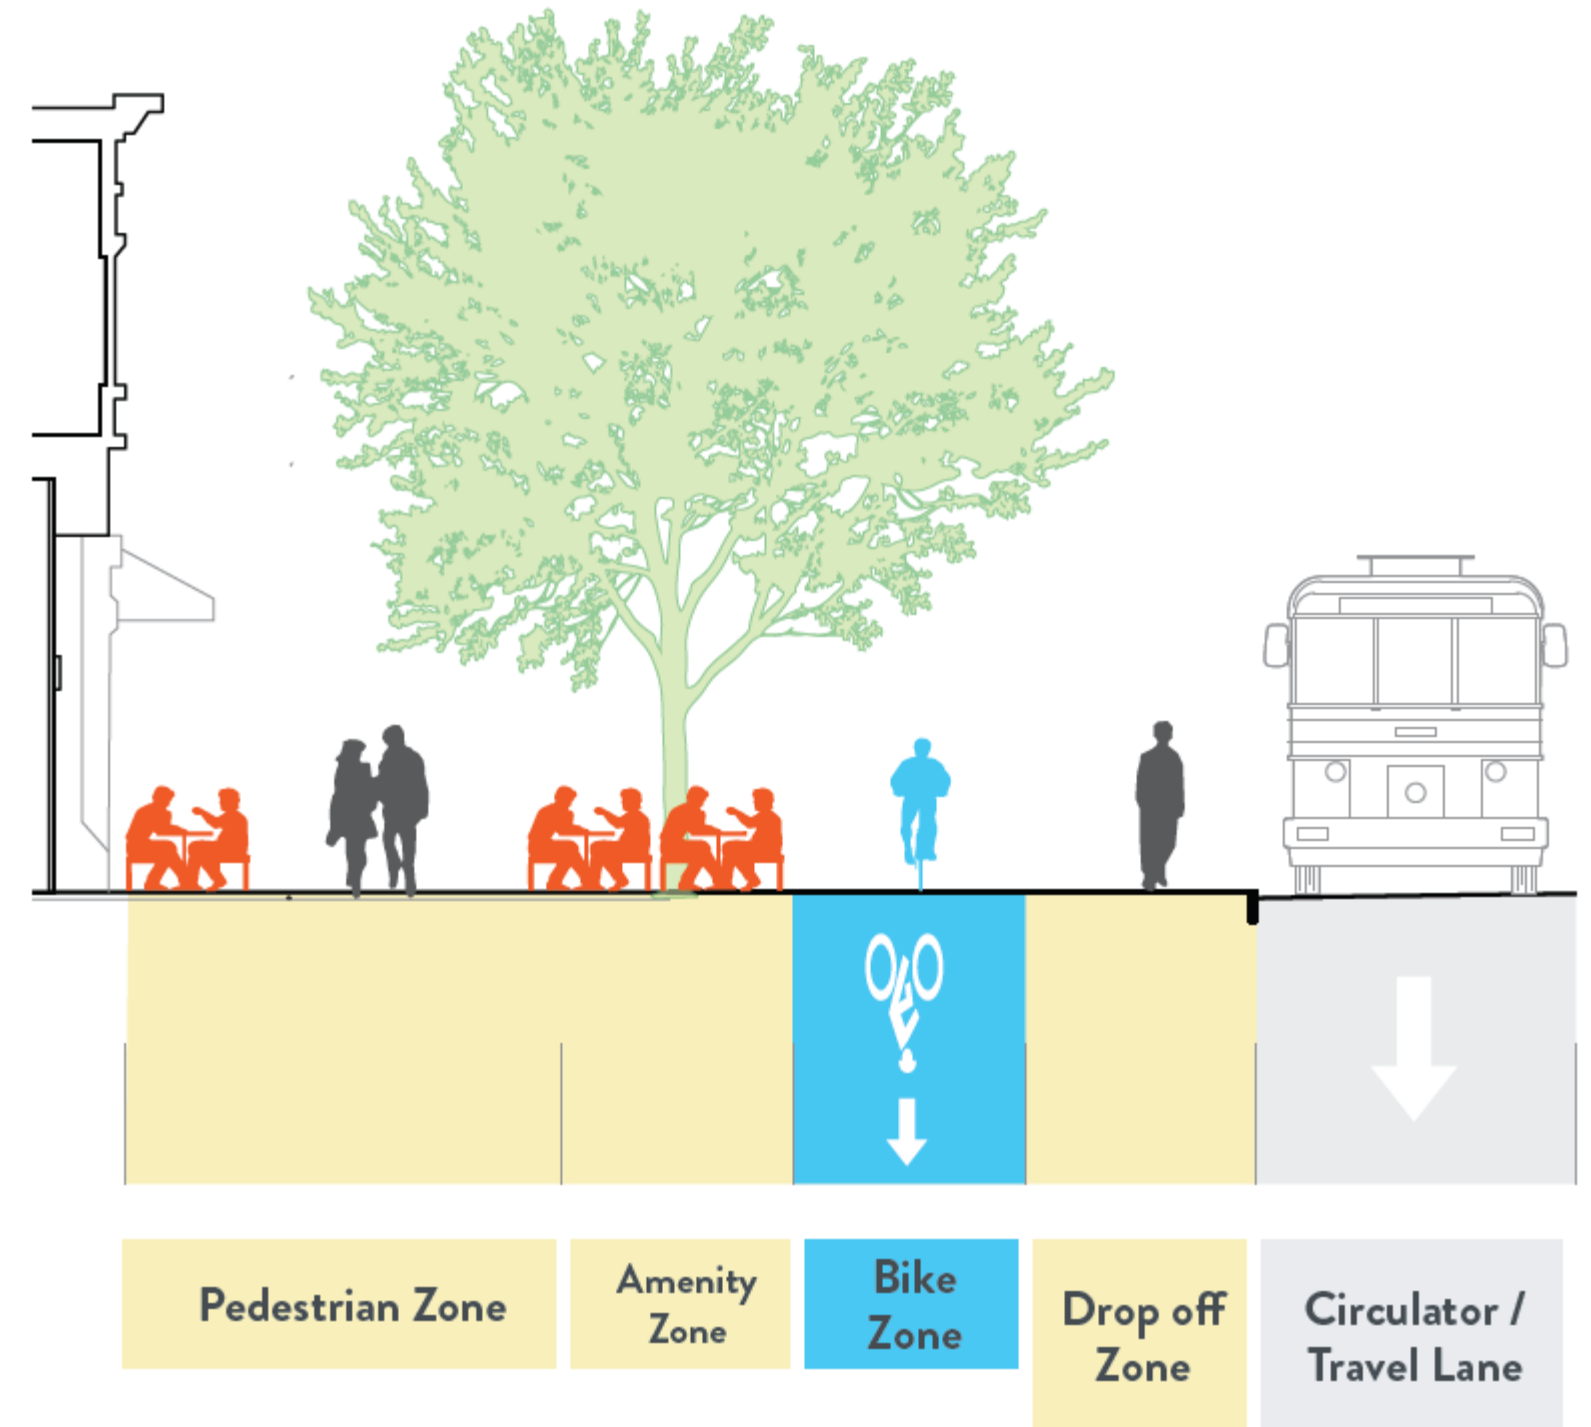 Pedestrian Zone
Amenity
Zone
Bike
Zone
Drop off
Zone
Circulator /
Travel Lane